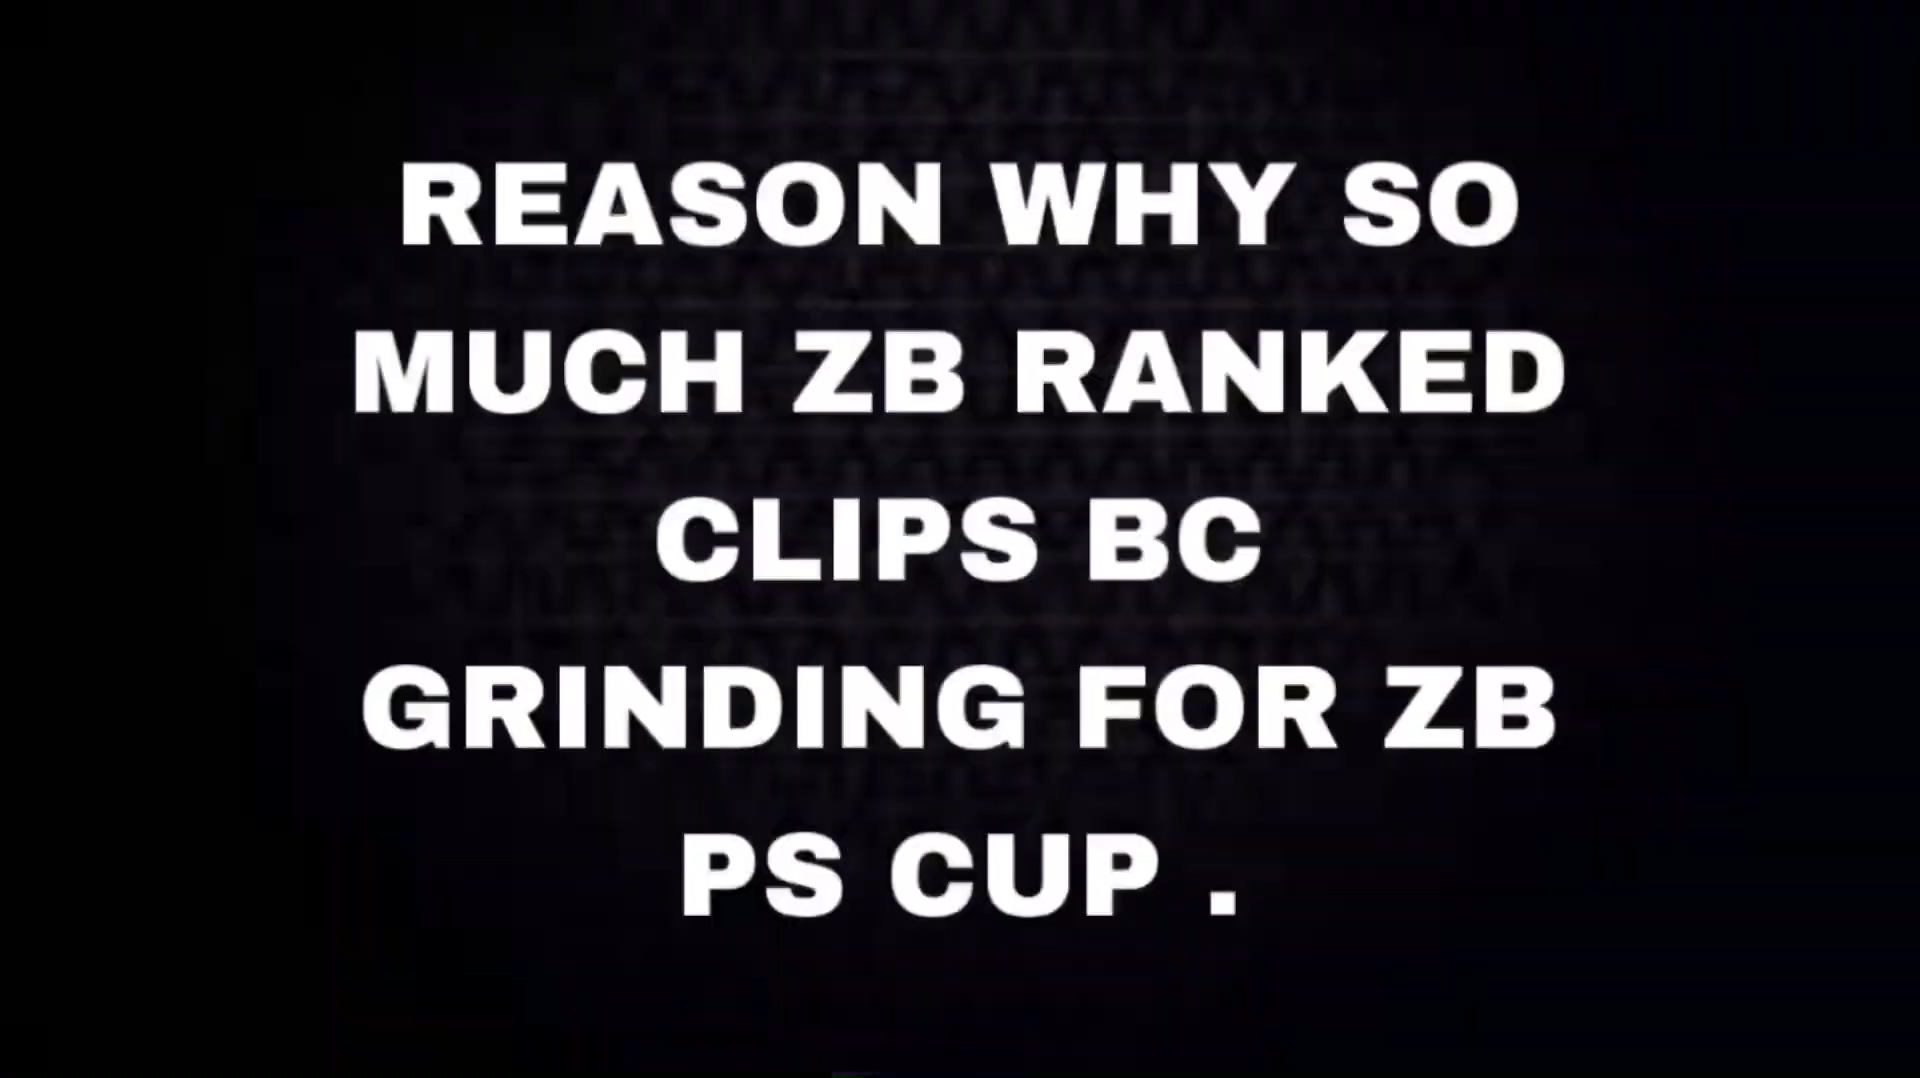 REASON WHY SO
MUCH ZB RANKED
CLIPS BC
GRINDING FOR ZB
PS CUP .